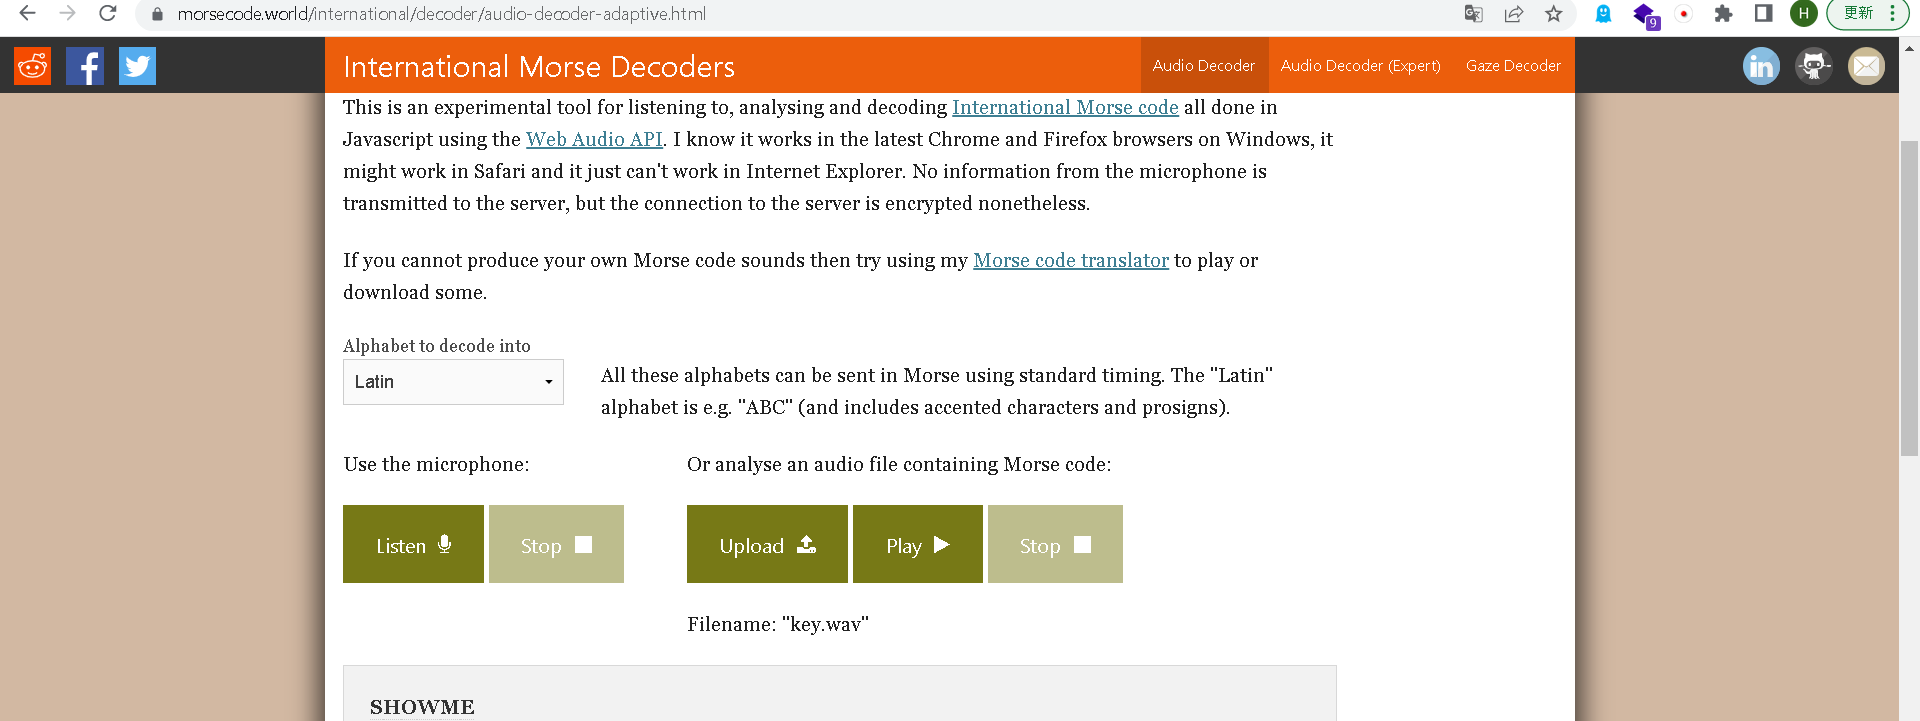 morsecode.world/international/decoder/audio-decoder-adaptive.html
9
H
更新
International Morse Decoders
Audio Decoder
Audio Decoder (Expert)
Gaze Decoder
This is an experimental tool for listening to, analysing and decoding International Morse code all done in
Javascript using the Web Audio API. I know it works in the latest Chrome and Firefox browsers on Windows, it
might work in Safari and it just can't work in Internet Explorer. No information from the microphone is
transmitted to the server, but the connection to the server is encrypted nonetheless.
If you cannot produce your own Morse code sounds then try using my Morse code translator to play or
download some.
Alphabet to decode into
Latin
All these alphabets can be sent in Morse using standard timing. The "Latin"
alphabet is e.g. "ABC" (and includes accented characters and prosigns).
Use the microphone:
Or analyse an audio file containing Morse code:
Listen
Stop
Upload
Play
Stop
Filename: "key.wav"
SHOWME